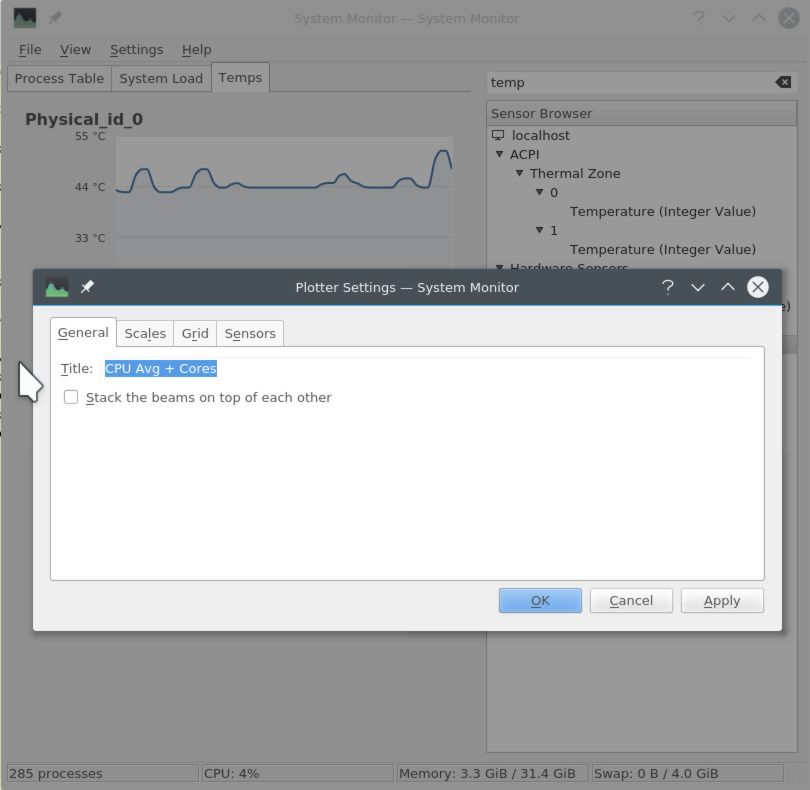 System Monitor — System Monitor
File View Settings Help
Process Table System Load Temps
temp
Sensor Browser
localhost
ACPI
Thermal Zone
0
Temperature (Integer Value)
1
Temperature (Integer Value)
Hardware Sensors
Physical_id_0
55 °C
44 °C
33 °C
Plotter Settings — System Monitor
General Scales Grid Sensors
Title: CPU Avg + Cores
Stack the beams on top of each other
OK Cancel Apply
285 processes CPU: 4% Memory: 3.3 GiB / 31.4 GiB Swap: 0 B / 4.0 GiB